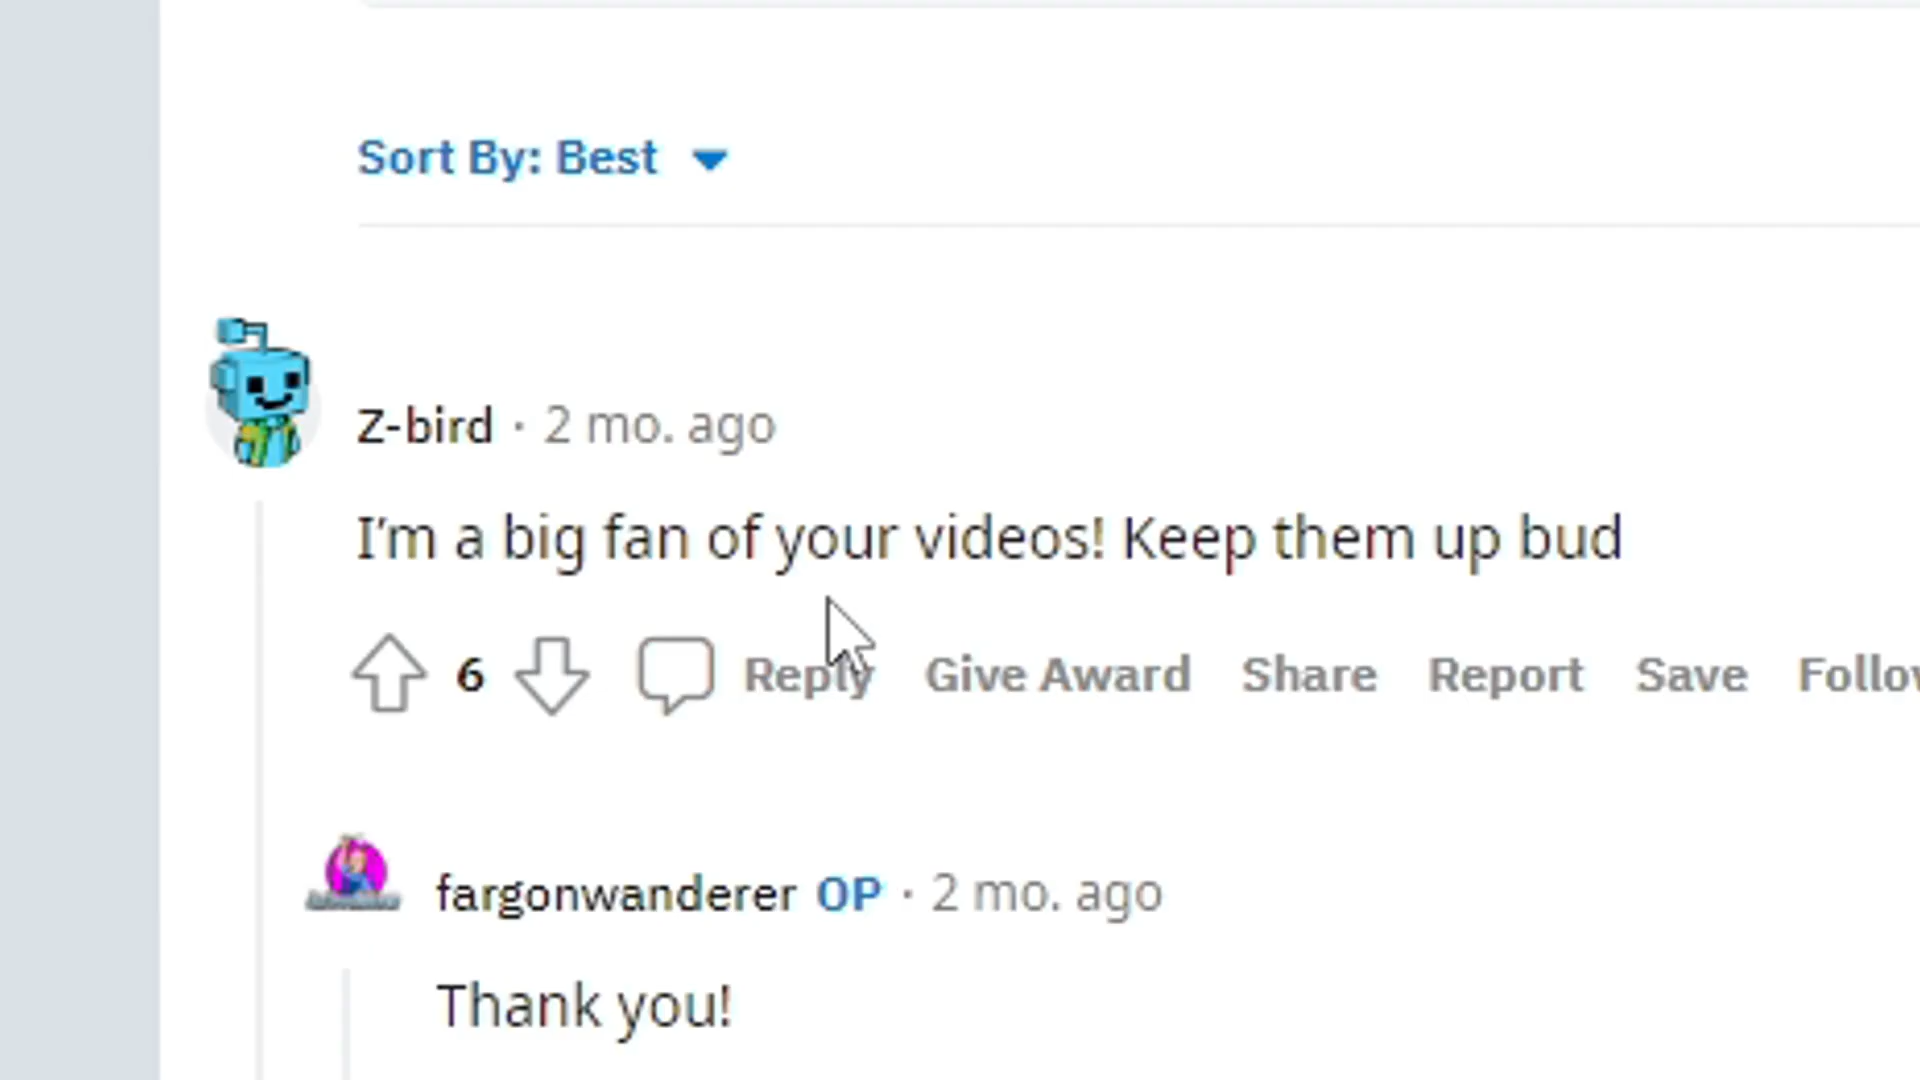 Sort By: Best
Z-bird · 2 mo. ago
I'm a big fan of your videos! Keep them up bud
6 Reply Give Award Share Report Save Follow
fargonwanderer OP · 2 mo. ago
Thank you!